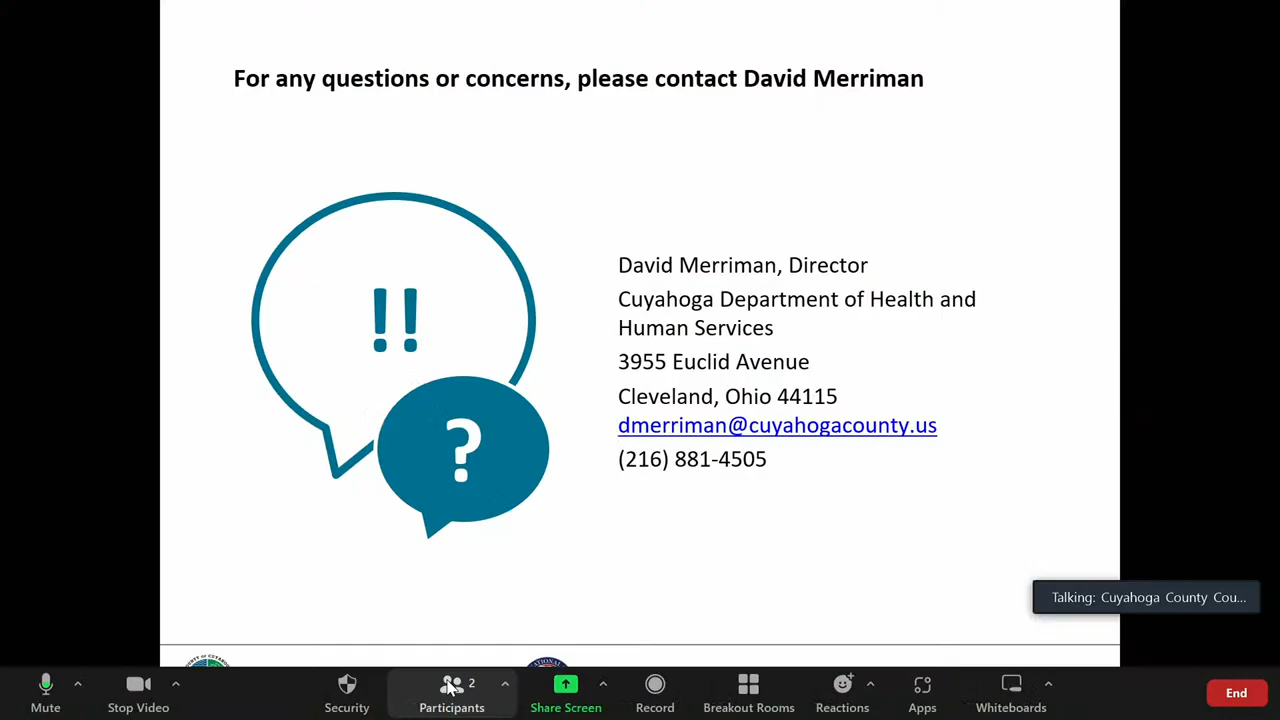 For any questions or concerns, please contact David Merriman
!!
?
David Merriman, Director
Cuyahoga Department of Health and
Human Services
3955 Euclid Avenue
Cleveland, Ohio 44115
dmerriman@cuyahogacounty.us
(216) 881-4505
Talking: Cuyahoga County Cou...
2
Mute
Stop Video
Security
Participants
Share Screen
Record
Breakout Rooms
Reactions
Apps
Whiteboards
End